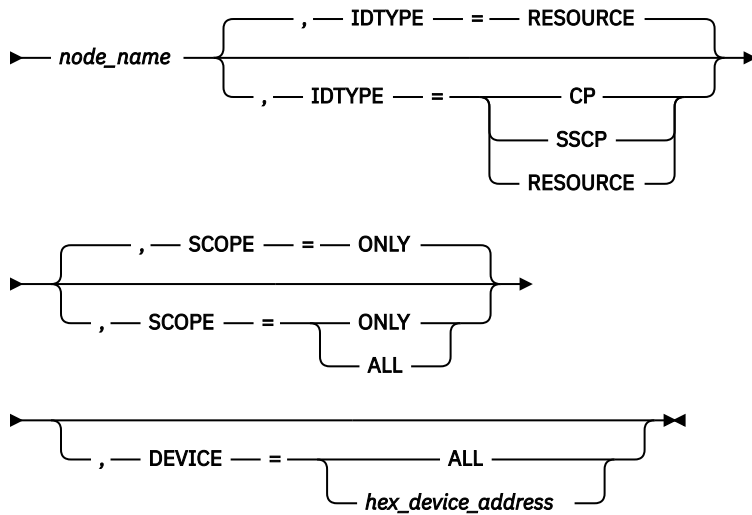 , IDTYPE = RESOURCE
node_name
, IDTYPE = CP
SSCP
RESOURCE
, SCOPE = ONLY
, SCOPE = ONLY
ALL
, DEVICE = ALL
hex_device_address